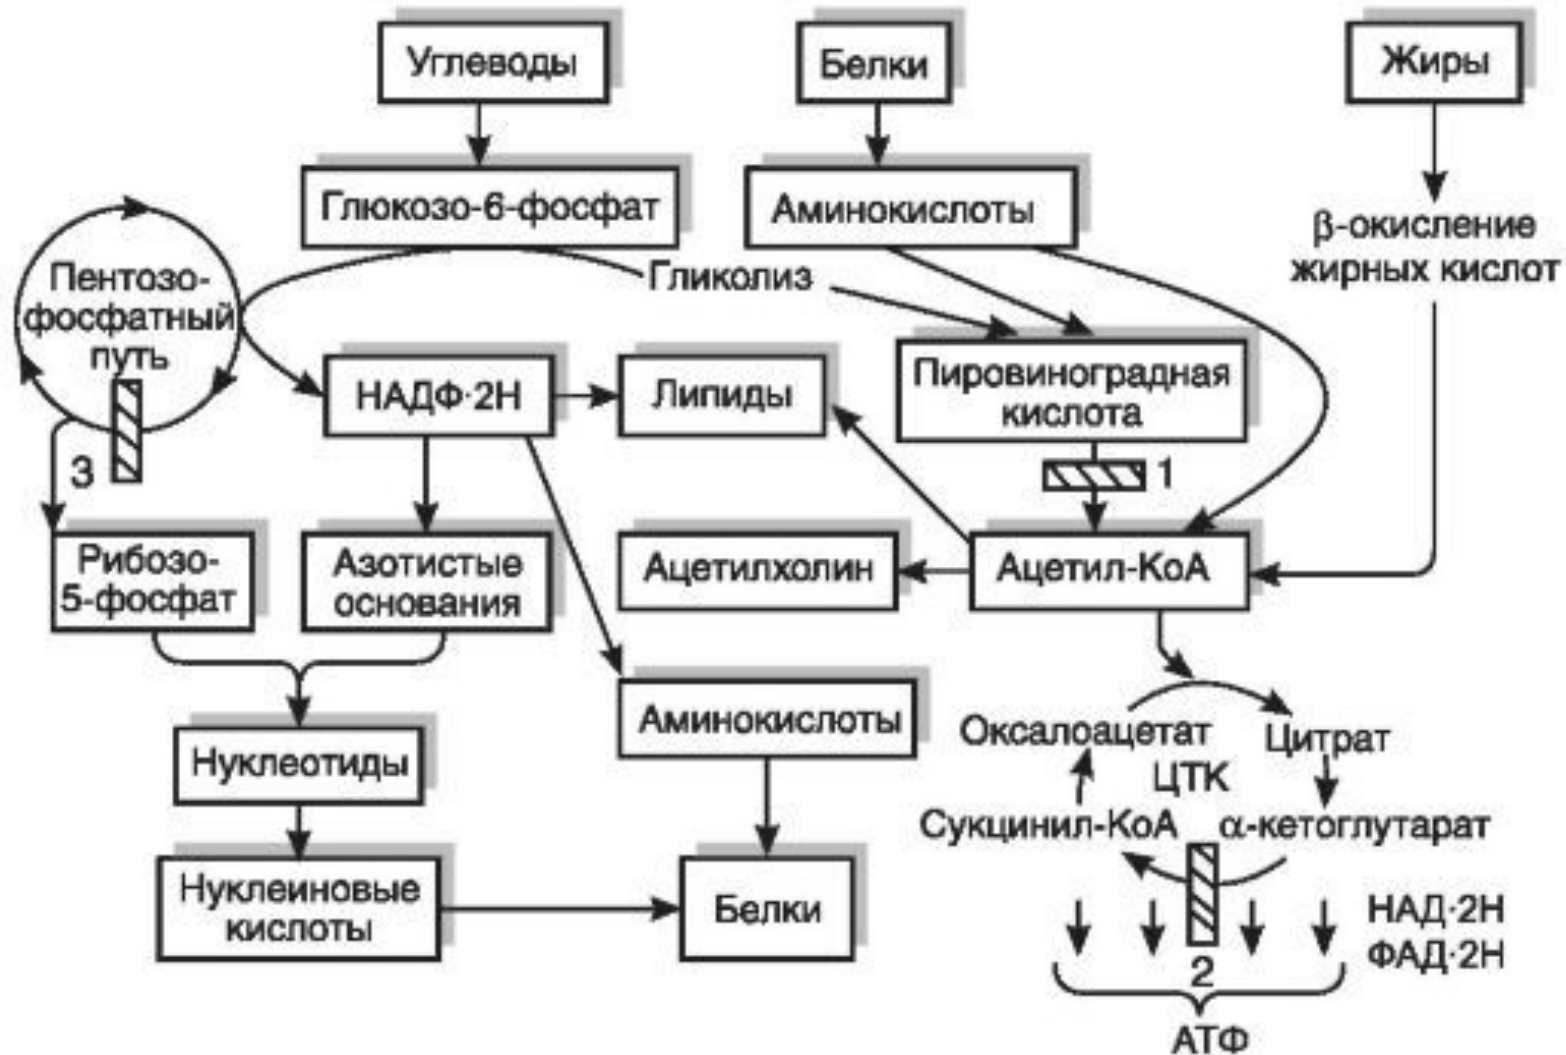 Углеводы
Белки
Жиры
Глюкозо-6-фосфат
Аминокислоты
β-окисление
жирных кислот
Пентозо-
фосфатный
путь
Гликолиз
НАДФ·2Н
Липиды
Пировиноградная
кислота
3
1
Рибозо-
5-фосфат
Азотистые
основания
Ацетилхолин
Ацетил-КоА
Аминокислоты
Нуклеотиды
Оксалоацетат
Цитрат
ЦТК
Сукцинил-КоА
α-кетоглутарат
Нуклеиновые
кислоты
Белки
НАД·2Н
ФАД·2Н
2
АТФ